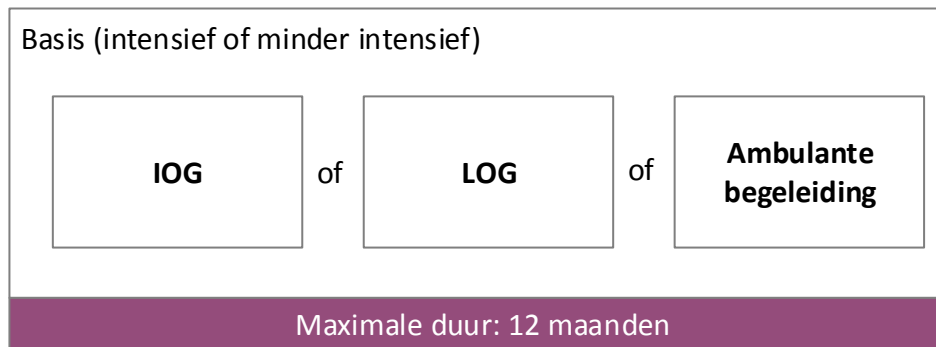 Basis (intensief of minder intensief)
IOG of LOG of Ambulante
begeleiding
Maximale duur: 12 maanden